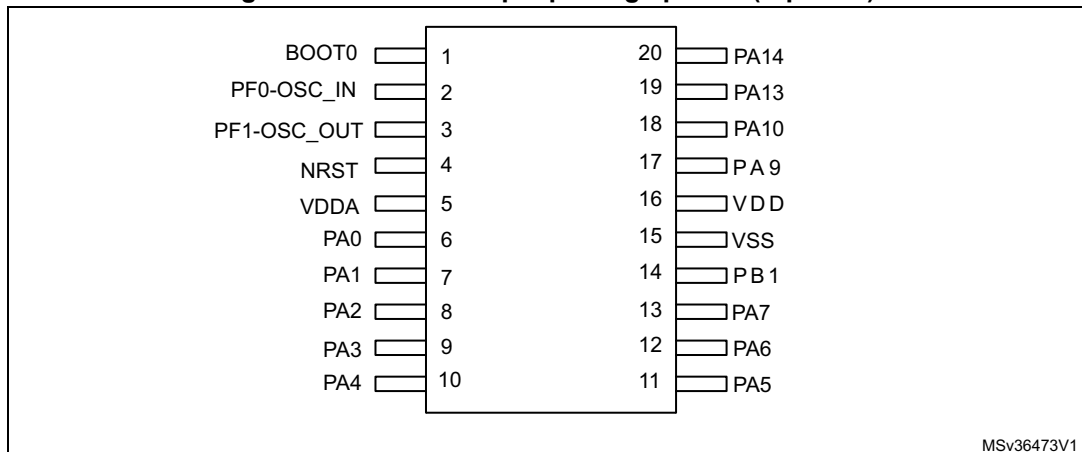 BOOT0 1 20 PA14
PF0-OSC_IN 2 19 PA13
PF1-OSC_OUT 3 18 PA10
NRST 4 17 PA9
VDDA 5 16 VDD
PA0 6 15 VSS
PA1 7 14 PB1
PA2 8 13 PA7
PA3 9 12 PA6
PA4 10 11 PA5
MSv36473V1